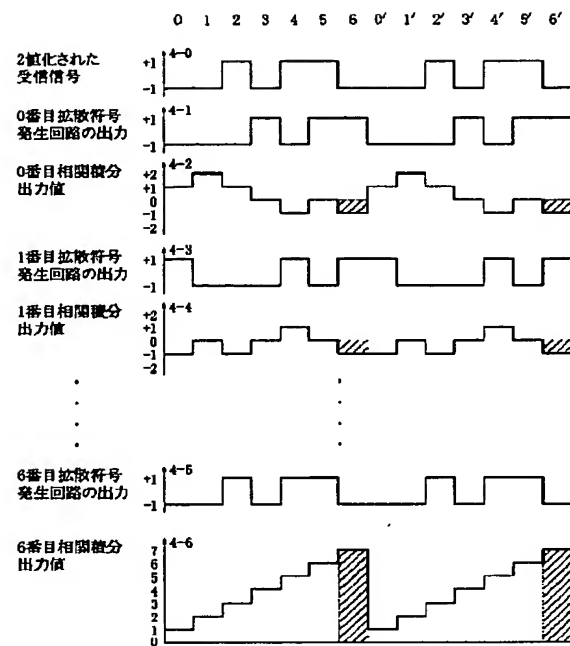 0 1 2 3 4 5 6 0′ 1′ 2′ 3′ 4′ 5′ 6′
2値化された
受信信号
4-0
+1
-1
0番目拡散符号
発生回路の出力
4-1
+1
-1
0番目相関積分
出力値
4-2
+2
+1
0
-1
-2
1番目拡散符号
発生回路の出力
4-3
+1
-1
1番目相関積分
出力値
4-4
+2
+1
0
-1
-2
6番目拡散符号
発生回路の出力
4-5
+1
-1
6番目相関積分
出力値
4-6
7
6
5
4
3
2
1
0